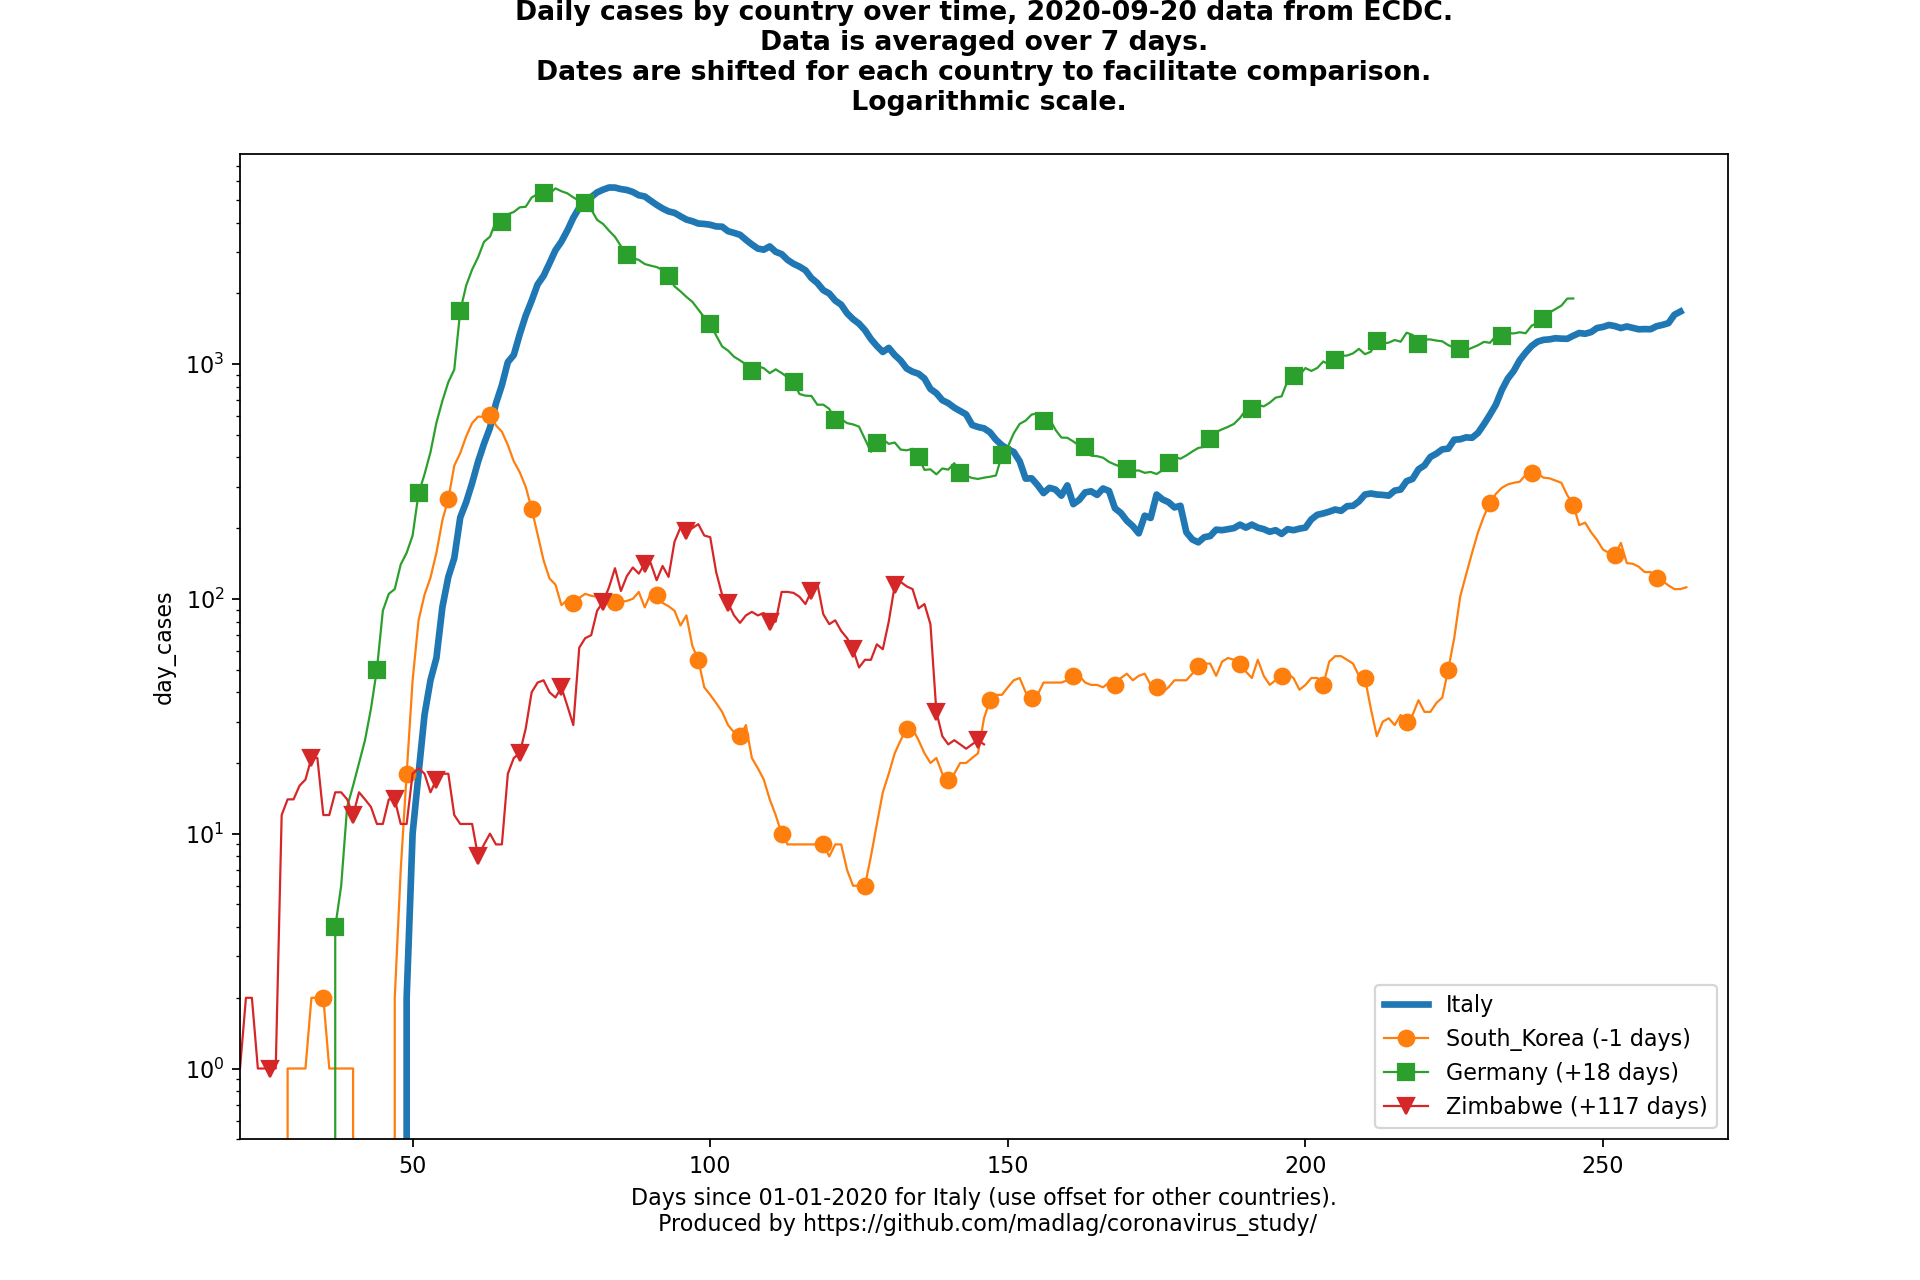 Daily cases by country over time, 2020-09-20 data from ECDC.
Data is averaged over 7 days.
Dates are shifted for each country to facilitate comparison.
Logarithmic scale.
10³
10²
10¹
10⁰
day_cases
Italy
South_Korea (-1 days)
Germany (+18 days)
Zimbabwe (+117 days)
50 100 150 200 250
Days since 01-01-2020 for Italy (use offset for other countries).
Produced by https://github.com/madlag/coronavirus_study/